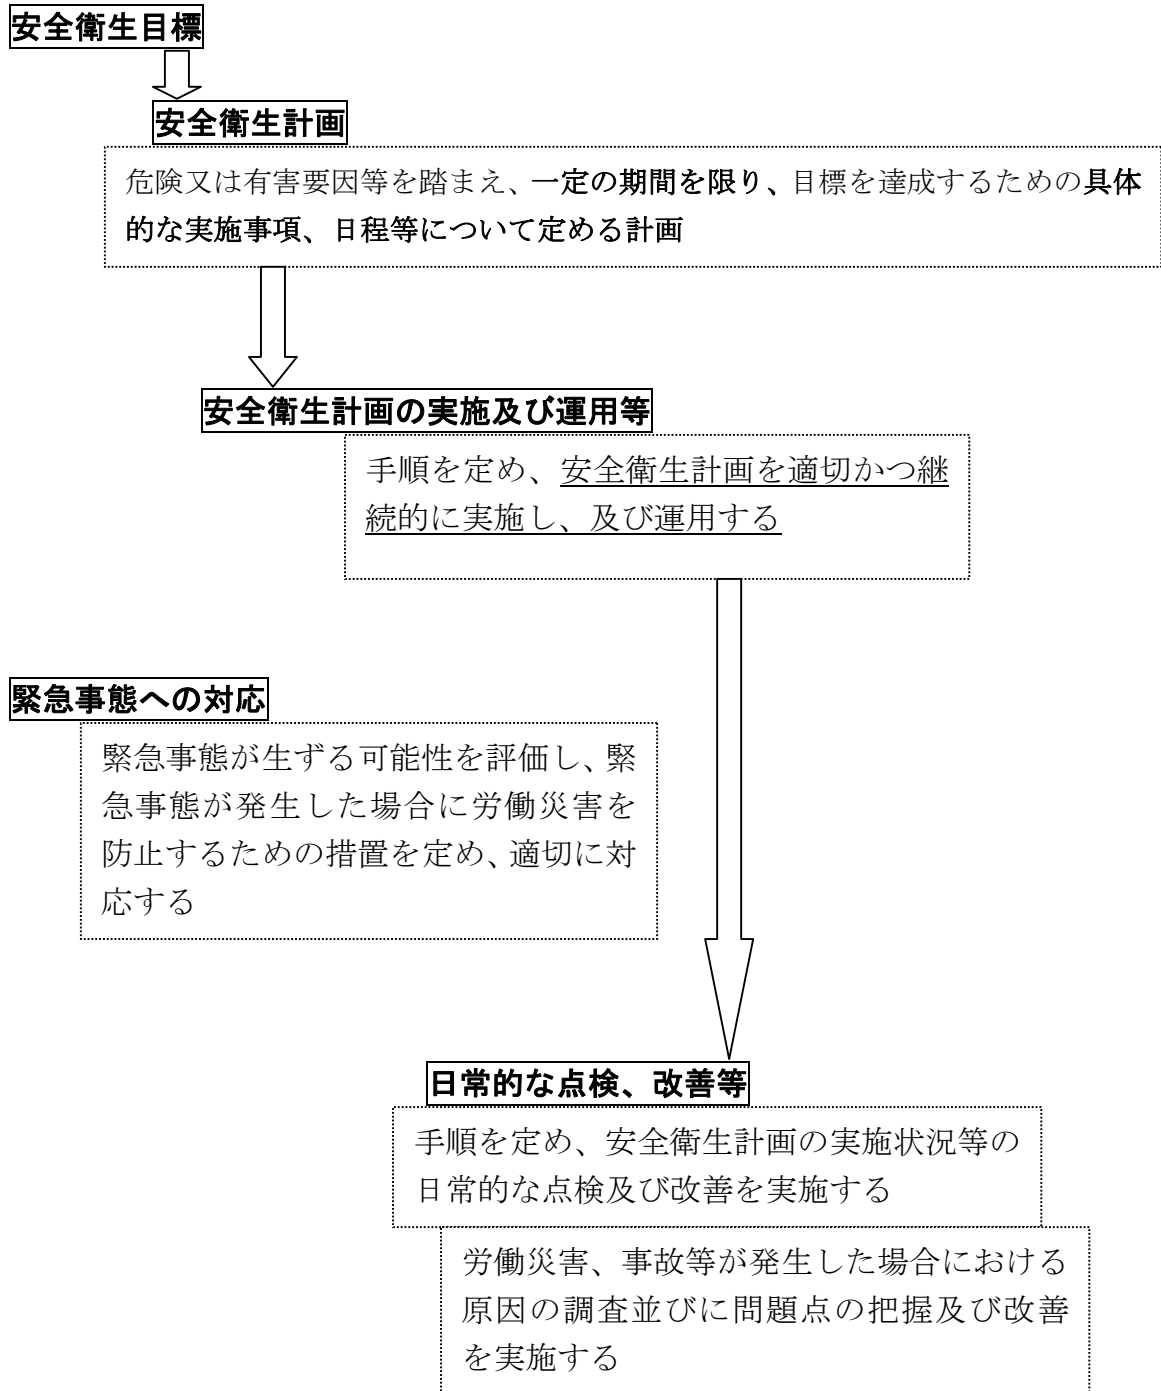 安全衛生目標
安全衛生計画
危険又は有害要因等を踏まえ、一定の期間を限り、目標を達成するための具体
的な実施事項、日程等について定める計画
安全衛生計画の実施及び運用等
手順を定め、安全衛生計画を適切かつ継
続的に実施し、及び運用する
緊急事態への対応
緊急事態が生ずる可能性を評価し、緊
急事態が発生した場合に労働災害を
防止するための措置を定め、適切に対
応する
日常的な点検、改善等
手順を定め、安全衛生計画の実施状況等の
日常的な点検及び改善を実施する
労働災害、事故等が発生した場合における
原因の調査並びに問題点の把握及び改善
を実施する